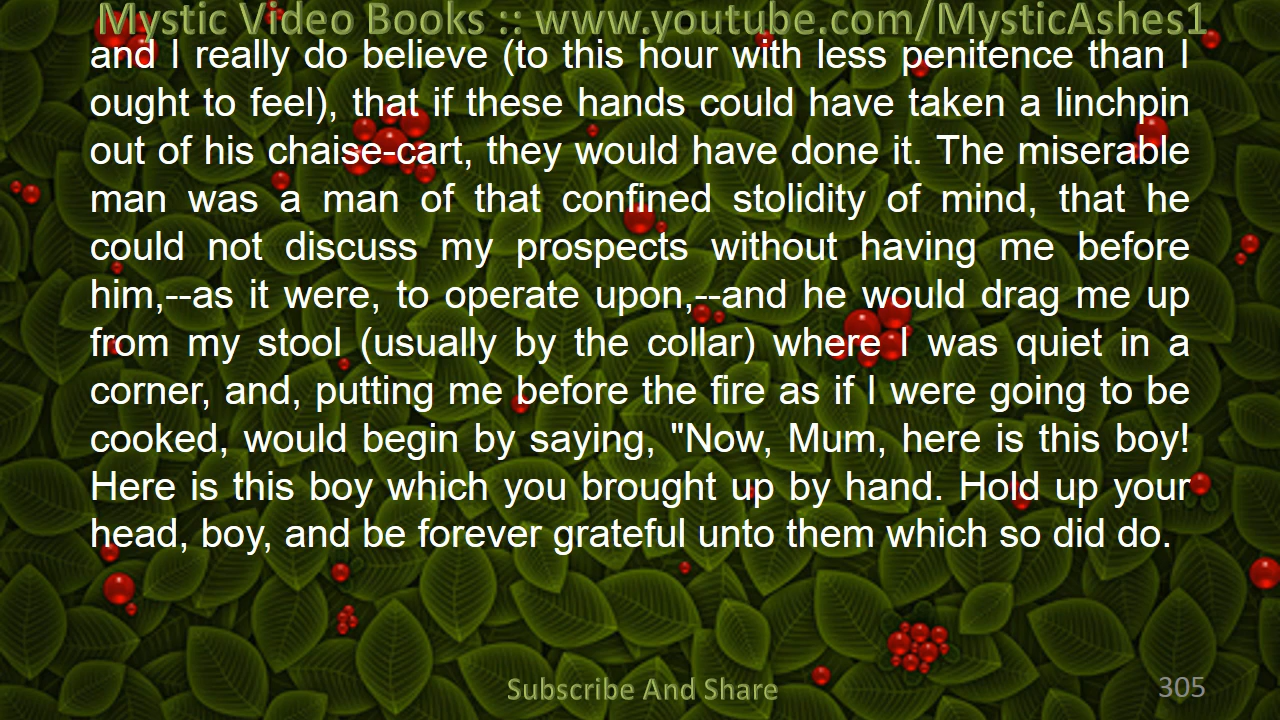 Mystic Video Books :: www.youtube.com/MysticAshes1
and I really do believe (to this hour with less penitence than I
ought to feel), that if these hands could have taken a linchpin
out of his chaise-cart, they would have done it. The miserable
man was a man of that confined stolidity of mind, that he
could not discuss my prospects without having me before
him,--as it were, to operate upon,--and he would drag me up
from my stool (usually by the collar) where I was quiet in a
corner, and, putting me before the fire as if I were going to be
cooked, would begin by saying, "Now, Mum, here is this boy!
Here is this boy which you brought up by hand. Hold up your
head, boy, and be forever grateful unto them which so did do.
Subscribe And Share
305